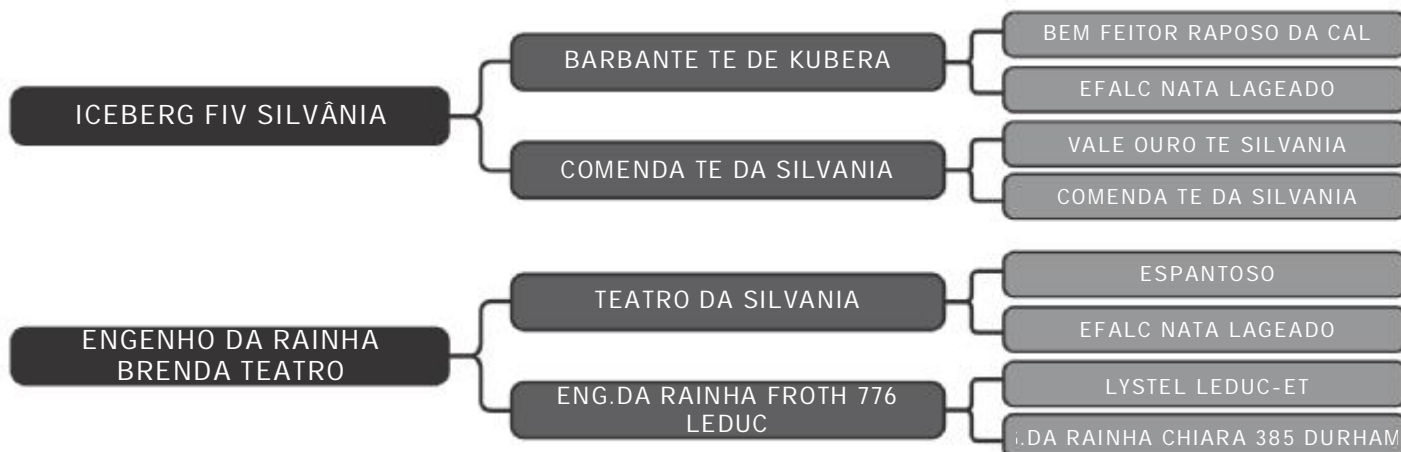 BEM FEITOR RAPOSO DA CAL
BARBANTE TE DE KUBERA
EFALC NATA LAGEADO
ICEBERG FIV SILVÂNIA
VALE OURO TE SILVANIA
COMENDA TE DA SILVANIA
COMENDA TE DA SILVANIA
ESPANTOSO
TEATRO DA SILVANIA
EFALC NATA LAGEADO
ENGENHO DA RAINHA
BRENDA TEATRO
LYSTEL LEDUC-ET
ENG.DA RAINHA FROTH 776
LEDUC
.DA RAINHA CHIARA 385 DURHAM